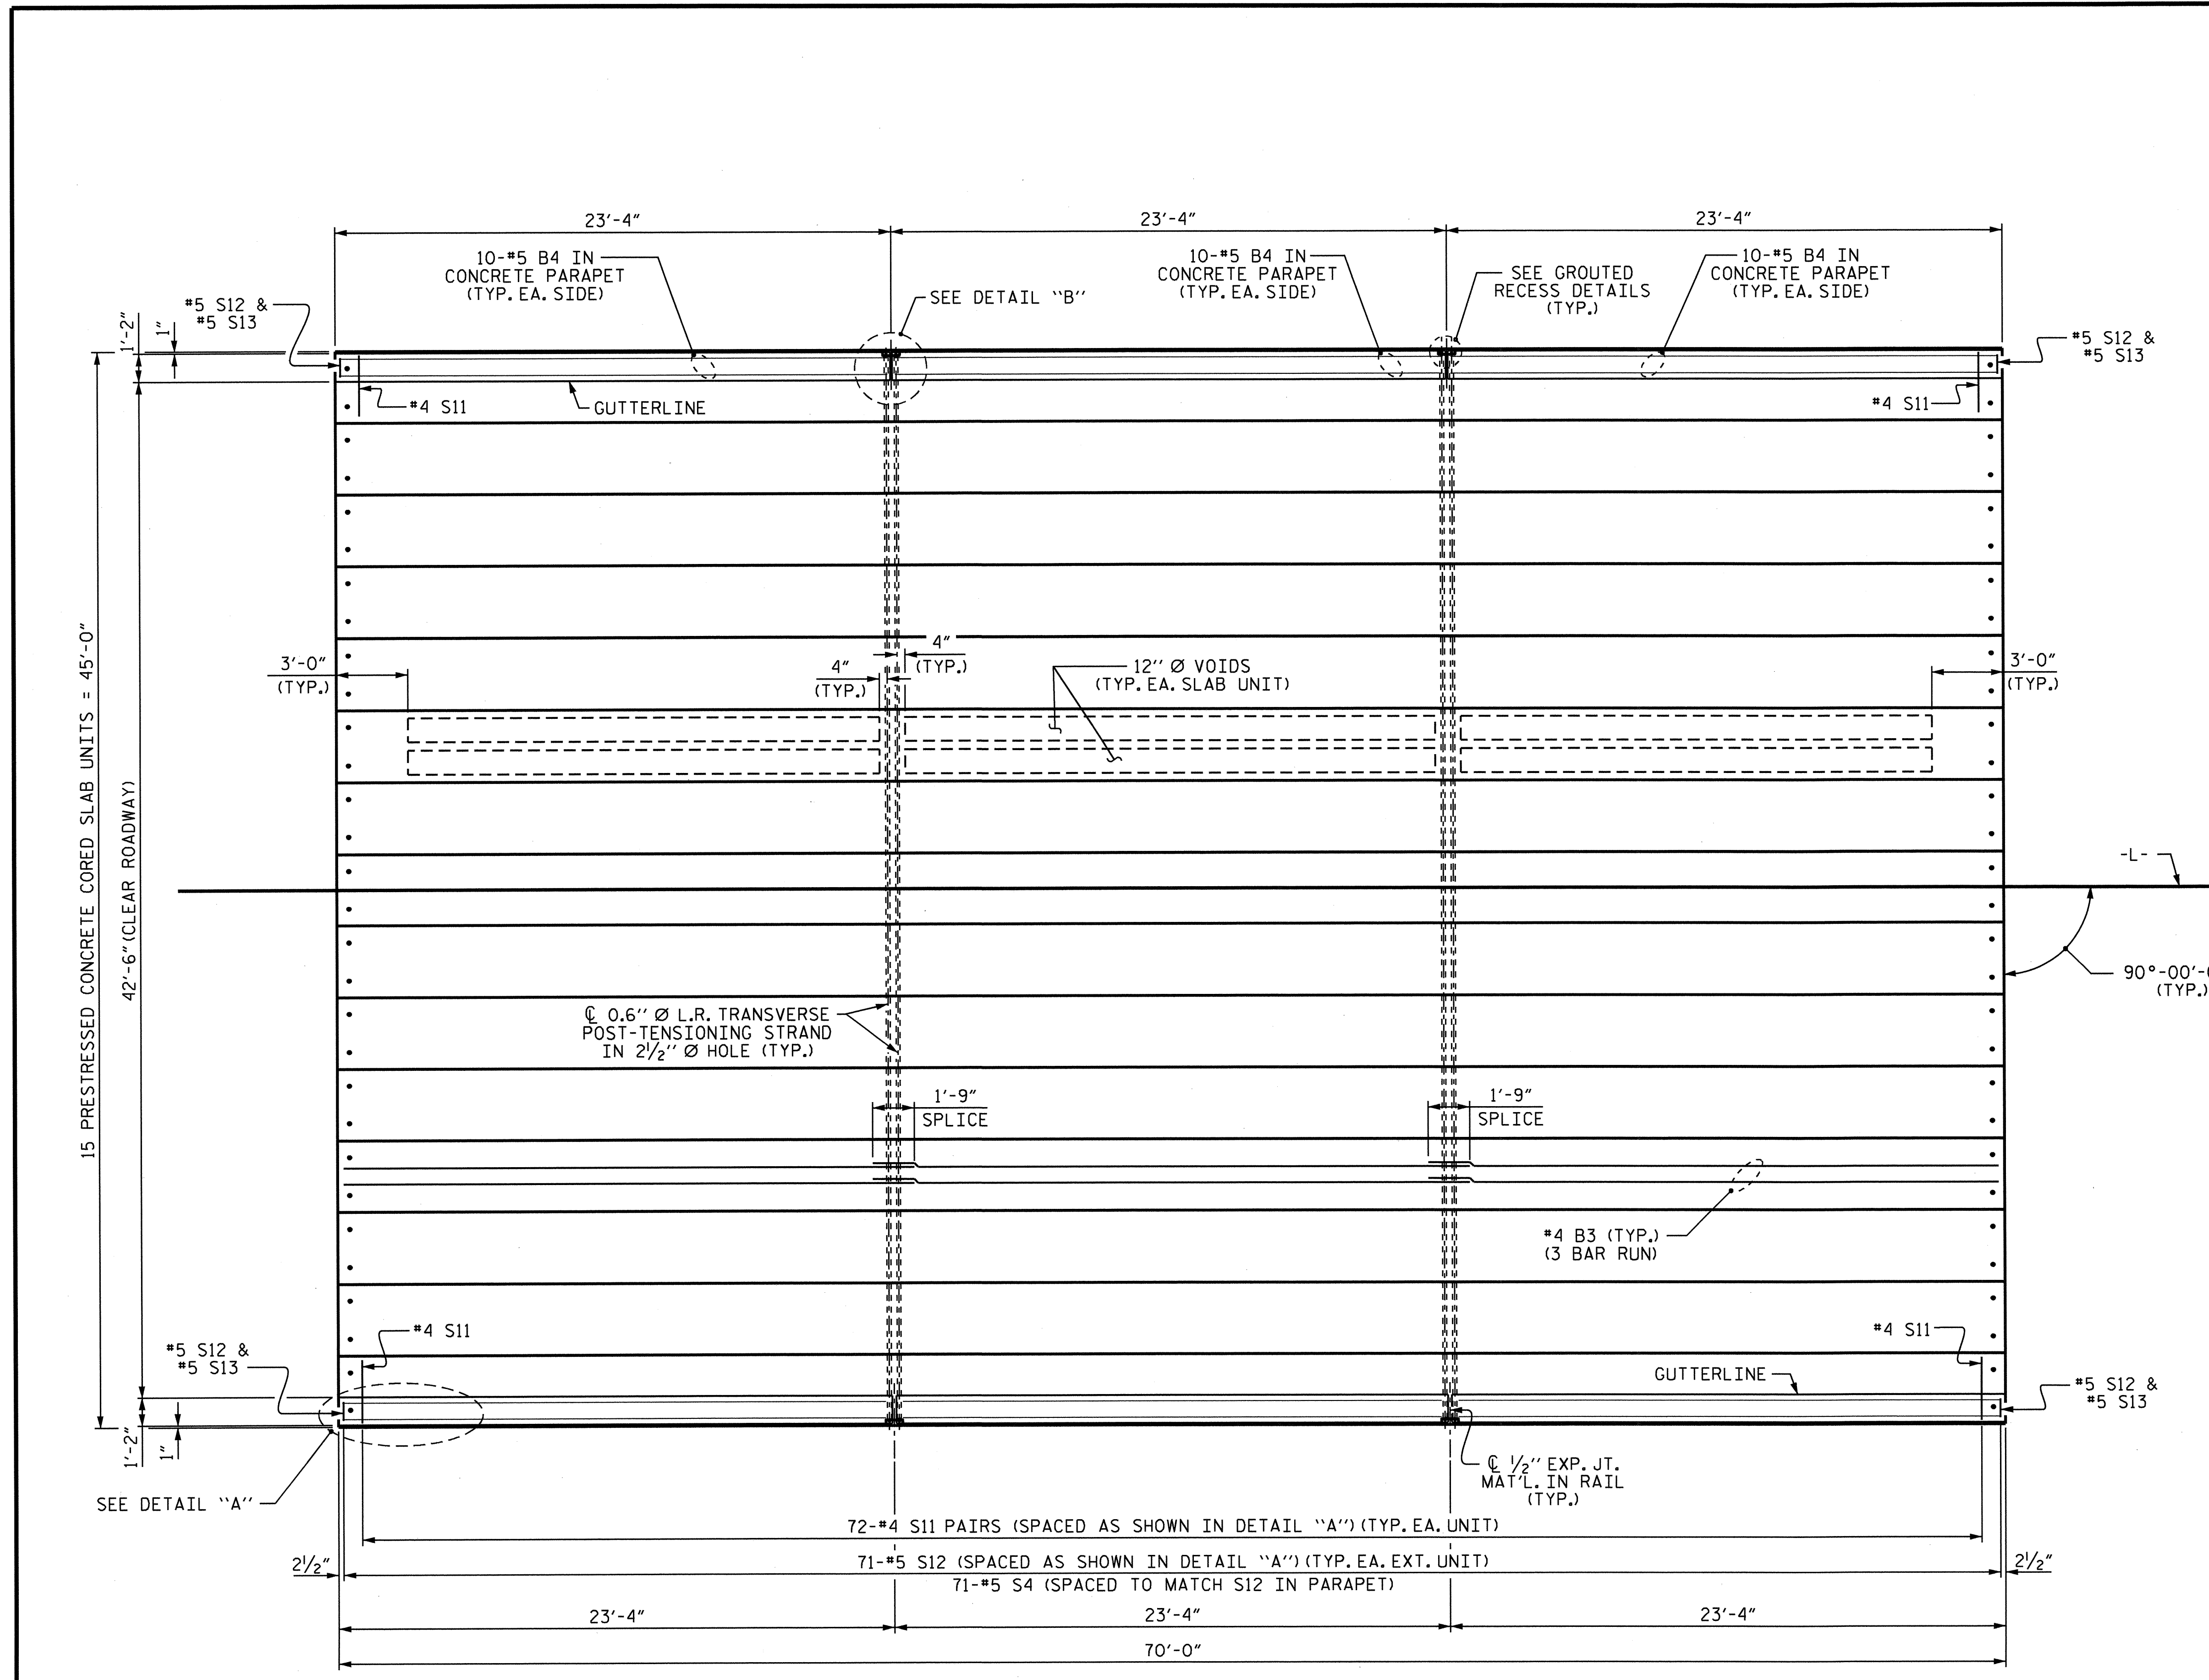 23'-4"
23'-4"
23'-4"
10-#5 B4 IN
CONCRETE PARAPET
(TYP. EA. SIDE)
10-#5 B4 IN
CONCRETE PARAPET
(TYP. EA. SIDE)
10-#5 B4 IN
CONCRETE PARAPET
(TYP. EA. SIDE)
SEE DETAIL "B"
SEE GROUTED
RECESS DETAILS
(TYP.)
#5 S12 &
#5 S13
#5 S12 &
#5 S13
1'-2"
1"
#4 S11
GUTTERLINE
#4 S11
15 PRESTRESSED CONCRETE CORED SLAB UNITS = 45'-0"
42'-6" (CLEAR ROADWAY)
3'-0"
(TYP.)
4"
(TYP.)
4"
(TYP.)
12" Ø VOIDS
(TYP. EA. SLAB UNIT)
3'-0"
(TYP.)
-L-
90°-00'-
(TYP.)
℄ 0.6" Ø L.R. TRANSVERSE
POST-TENSIONING STRAND
IN 2½" Ø HOLE (TYP.)
1'-9"
SPLICE
1'-9"
SPLICE
#4 B3 (TYP.)
(3 BAR RUN)
#4 S11
#4 S11
#5 S12 &
#5 S13
GUTTERLINE
#5 S12 &
#5 S13
1'-2"
1"
SEE DETAIL "A"
℄ ½" EXP. JT.
MAT'L. IN RAIL
(TYP.)
72-#4 S11 PAIRS (SPACED AS SHOWN IN DETAIL "A") (TYP. EA. UNIT)
2½"
71-#5 S12 (SPACED AS SHOWN IN DETAIL "A") (TYP. EA. EXT. UNIT)
2½"
71-#5 S4 (SPACED TO MATCH S12 IN PARAPET)
23'-4"
23'-4"
23'-4"
70'-0"